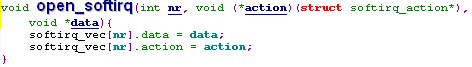 void open_softirq(int nr, void (*action)(struct softirq_action*),
void *data){
softirq_vec[nr].data = data;
softirq_vec[nr].action = action;
}